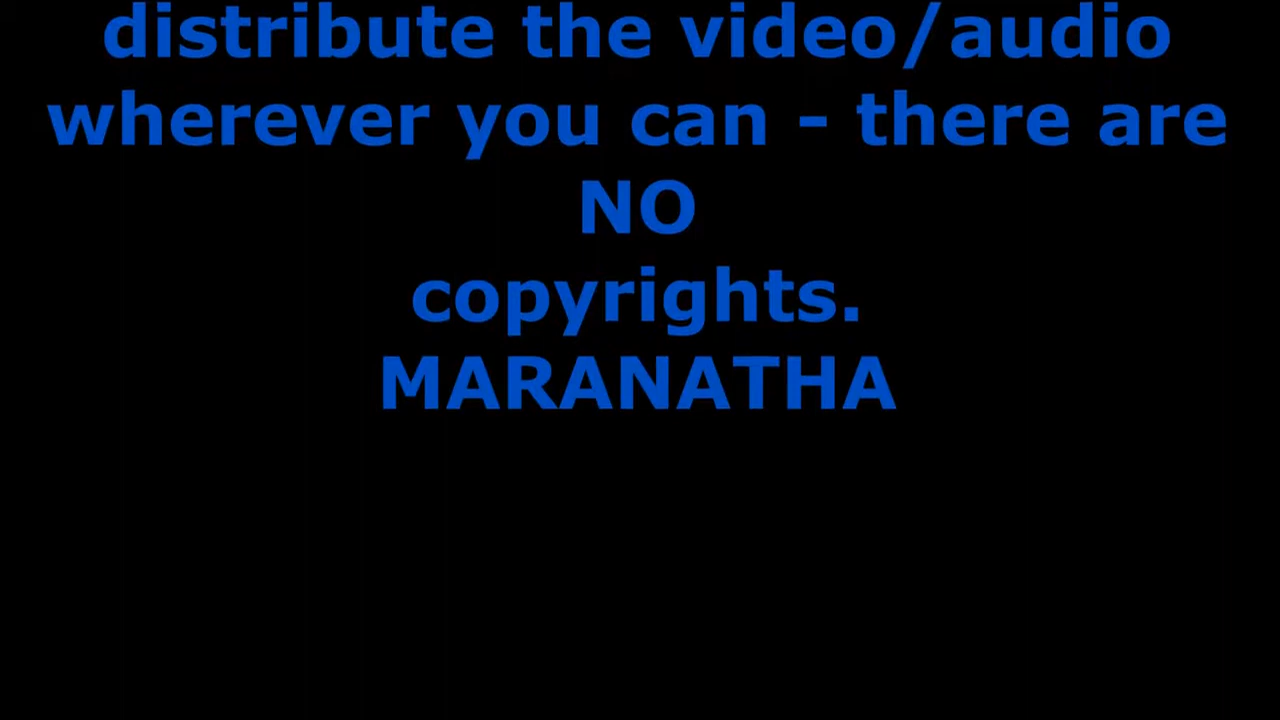 distribute the video/audio
wherever you can - there are
NO
copyrights.
MARANATHA